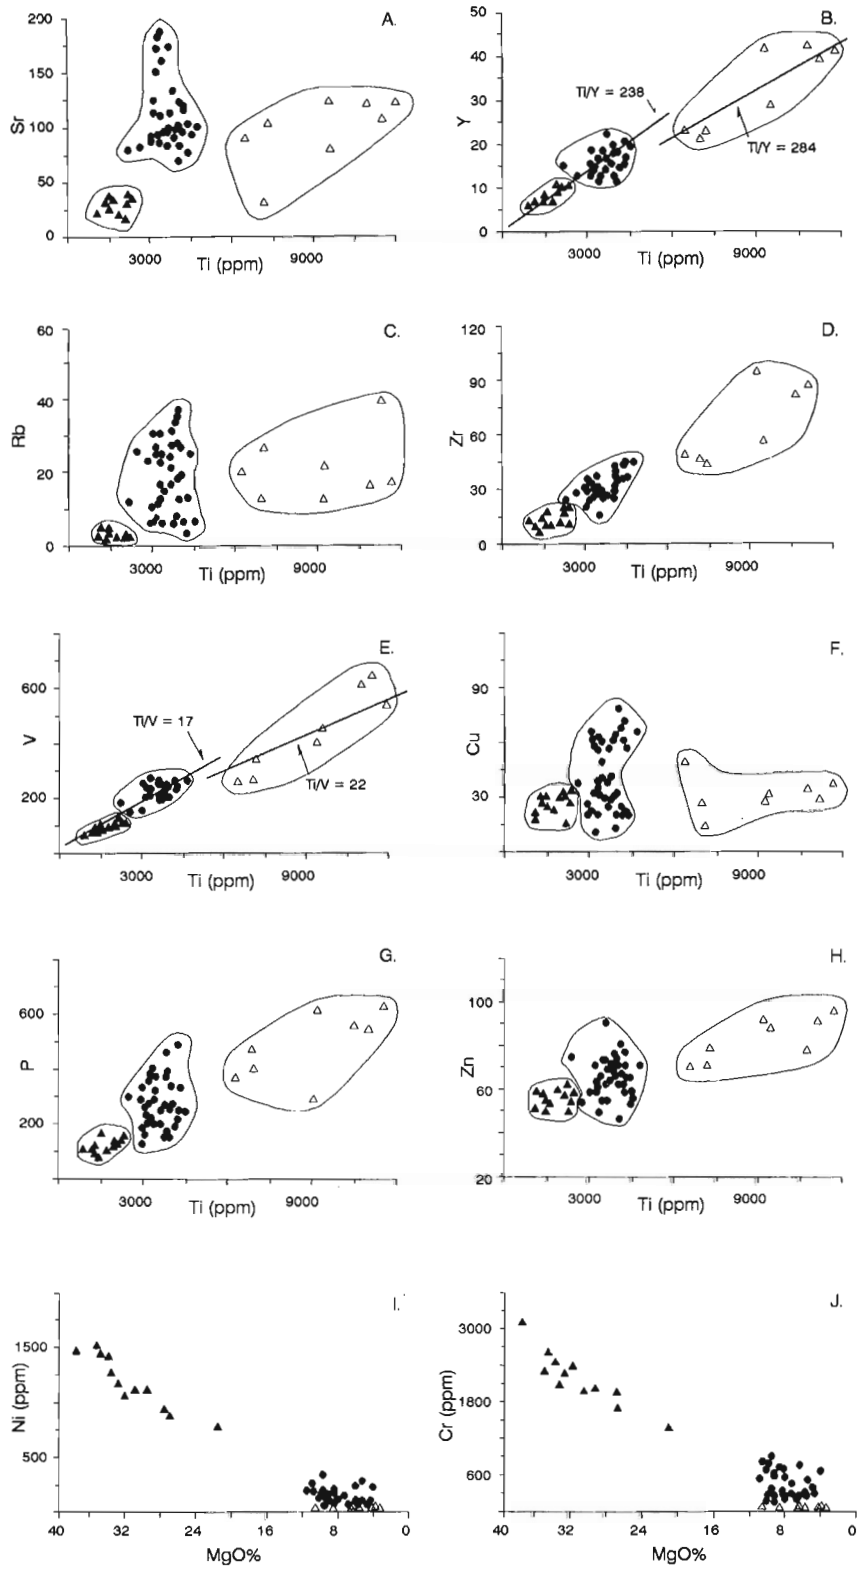 A.
200
150
100
50
0
Sr
3000 9000
Ti (ppm)
B.
50
40
30
20
10
0
Y
Ti/Y = 238
Ti/Y = 284
3000 9000
Ti (ppm)
C.
60
40
20
0
Rb
3000 9000
Ti (ppm)
D.
120
90
60
30
0
Zr
3000 9000
Ti (ppm)
E.
600
200
V
Ti/V = 17
Ti/V = 22
3000 9000
Ti (ppm)
F.
90
30
Cu
3000 9000
Ti (ppm)
G.
600
200
P
3000 9000
Ti (ppm)
H.
100
60
20
Zn
3000 9000
Ti (ppm)
I.
1500
500
Ni (ppm)
40 32 24 16 8 0
MgO%
J.
3000
1800
600
Cr (ppm)
40 32 24 16 8 0
MgO%